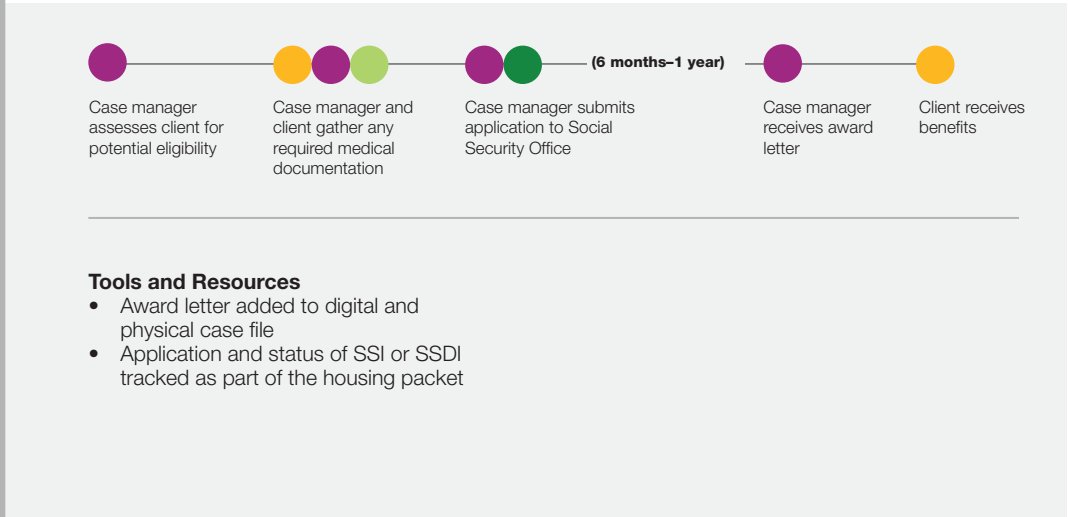 Case manager
assesses client for
potential eligibility
Case manager and
client gather any
required medical
documentation
Case manager submits
application to Social
Security Office
(6 months–1 year)
Case manager
receives award
letter
Client receives
benefits
Tools and Resources
• Award letter added to digital and
physical case file
• Application and status of SSI or SSDI
tracked as part of the housing packet